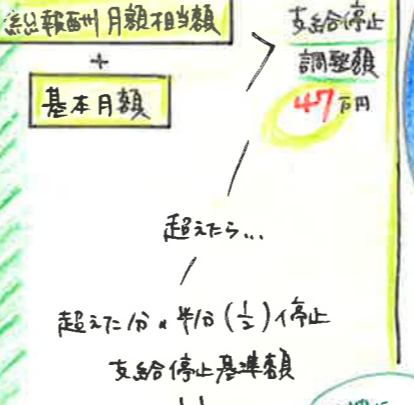 総報酬月額相当額
+
基本月額
>
支給停止
調整額
47万円
超えたら...
超えた分の半分(1/2)停止
支給停止基準額